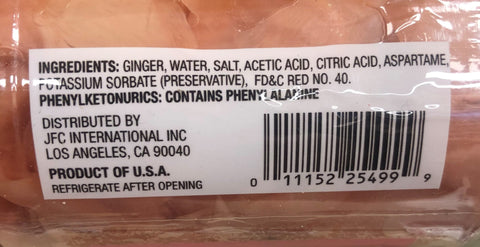 INGREDIENTS: GINGER, WATER, SALT, ACETIC ACID, CITRIC ACID, ASPARTAME,
POTASSIUM SORBATE (PRESERVATIVE), FD&C RED NO. 40.
PHENYLKETONURICS: CONTAINS PHENYLALANINE
DISTRIBUTED BY
JFC INTERNATIONAL INC
LOS ANGELES, CA 90040
PRODUCT OF U.S.A.
REFRIGERATE AFTER OPENING
0 11152 25499 9